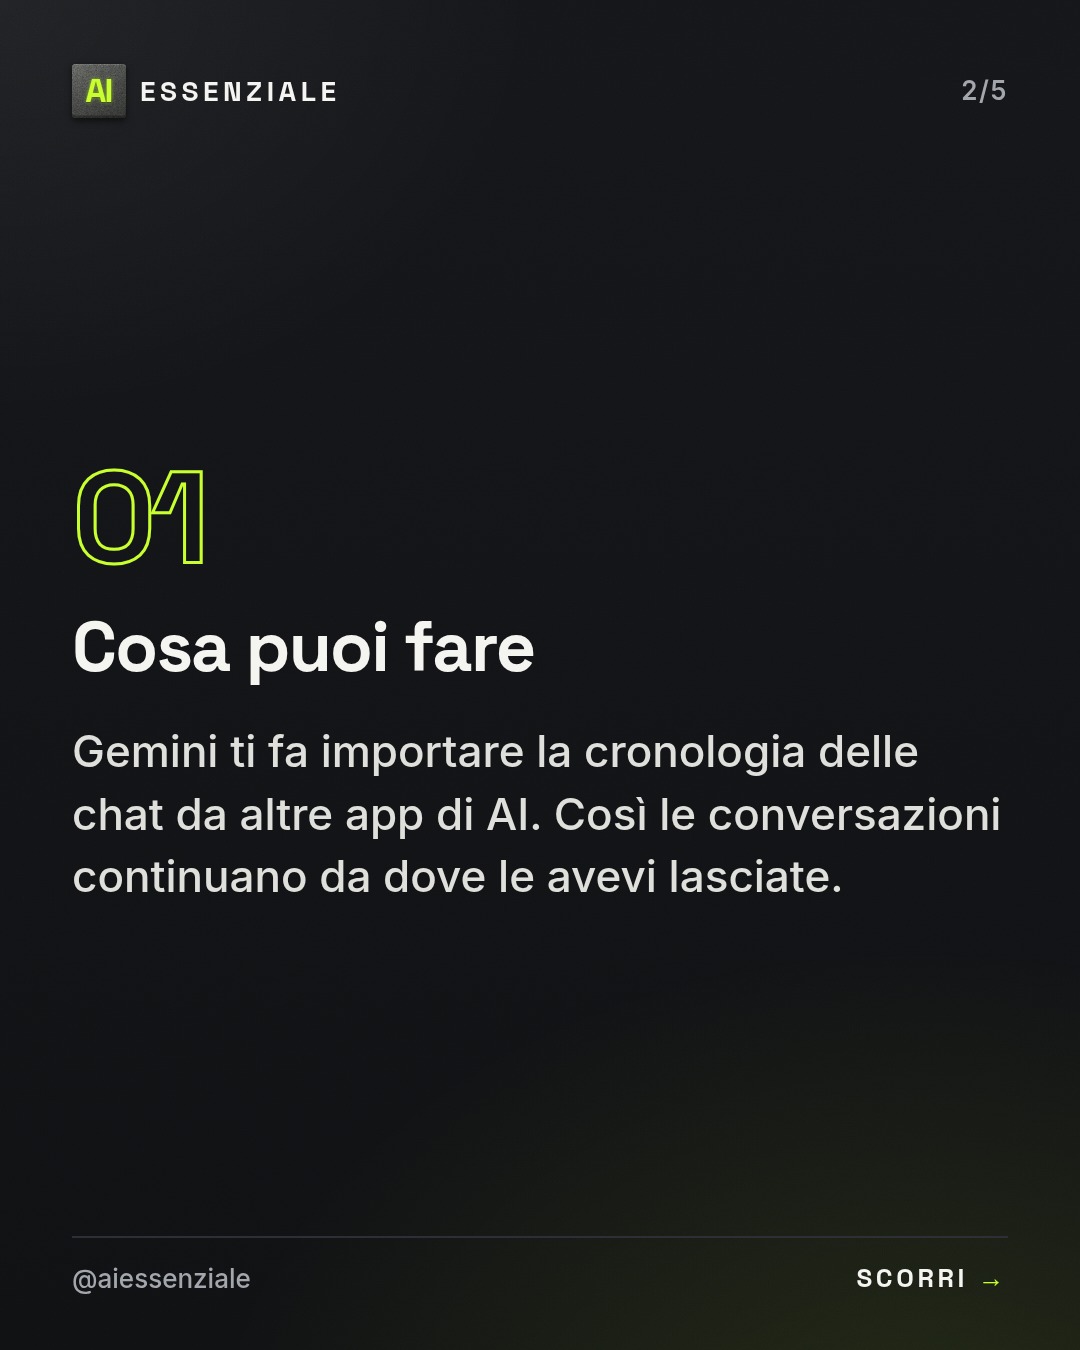 AI ESSENZIALE
2/5
01
Cosa puoi fare
Gemini ti fa importare la cronologia delle
chat da altre app di AI. Così le conversazioni
continuano da dove le avevi lasciate.
@aiessenziale
SCORRI →